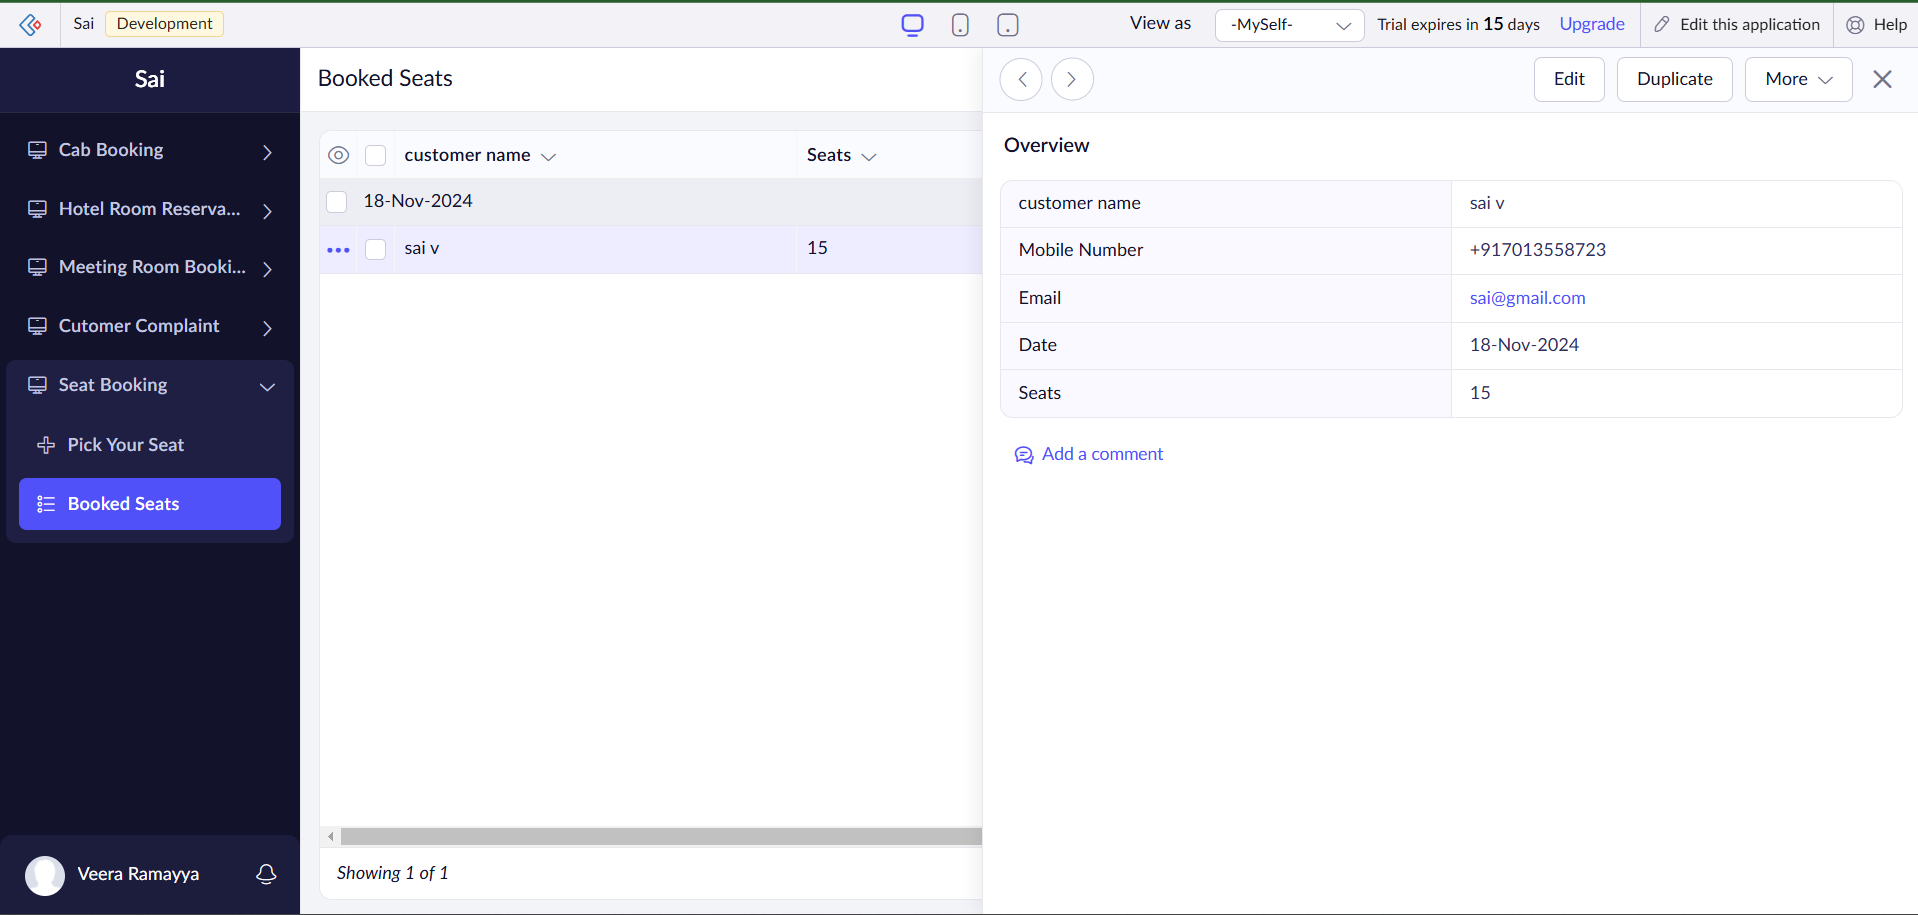 Sai Development View as -MySelf- Trial expires in 15 days Upgrade Edit this application Help
Sai
Cab Booking
Hotel Room Reserva...
Meeting Room Booki...
Cutomer Complaint
Seat Booking
Pick Your Seat
Booked Seats
Veera Ramayya
Booked Seats
customer name Seats
18-Nov-2024
sai v 15
Showing 1 of 1
Edit Duplicate More
Overview
customer name sai v
Mobile Number +917013558723
Email sai@gmail.com
Date 18-Nov-2024
Seats 15
Add a comment